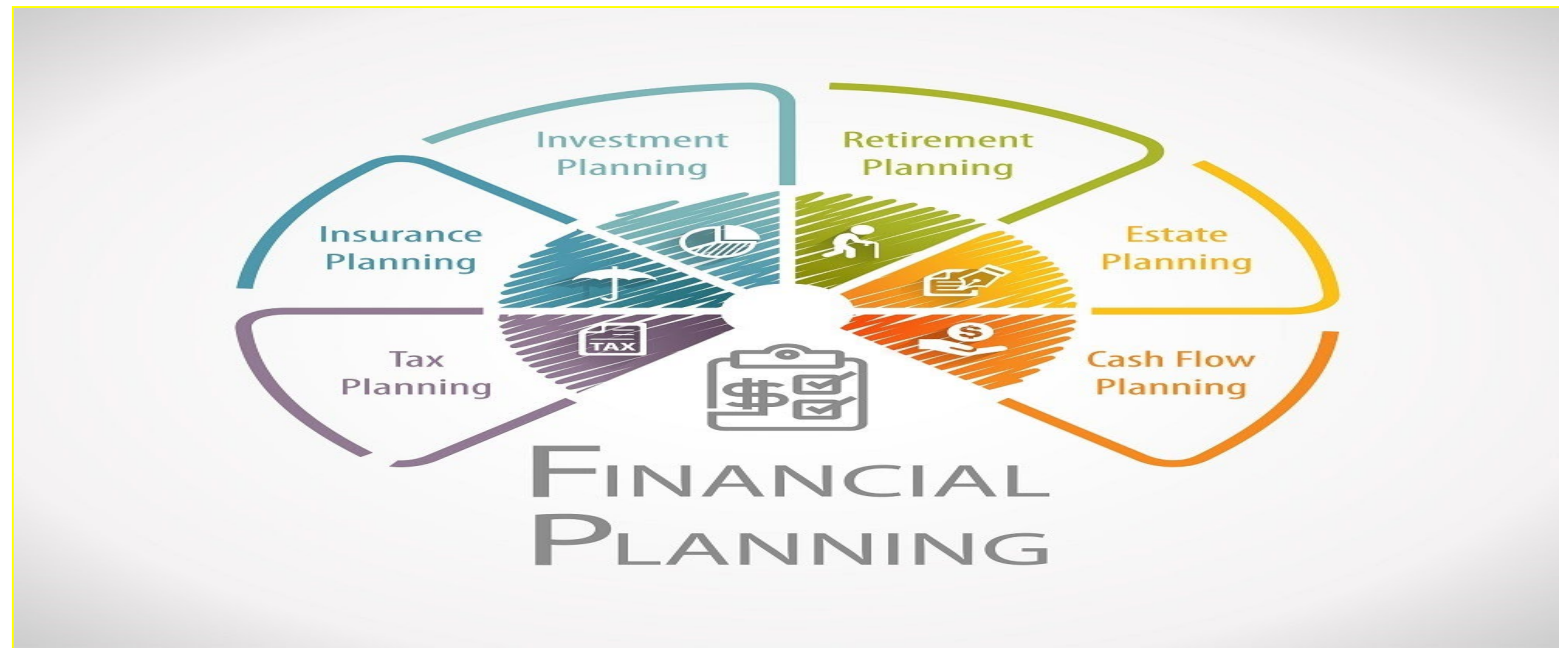 Investment
Planning
Retirement
Planning
Insurance
Planning
Estate
Planning
Tax
Planning
TAX
$
Cash Flow
Planning
$
FINANCIAL
PLANNING